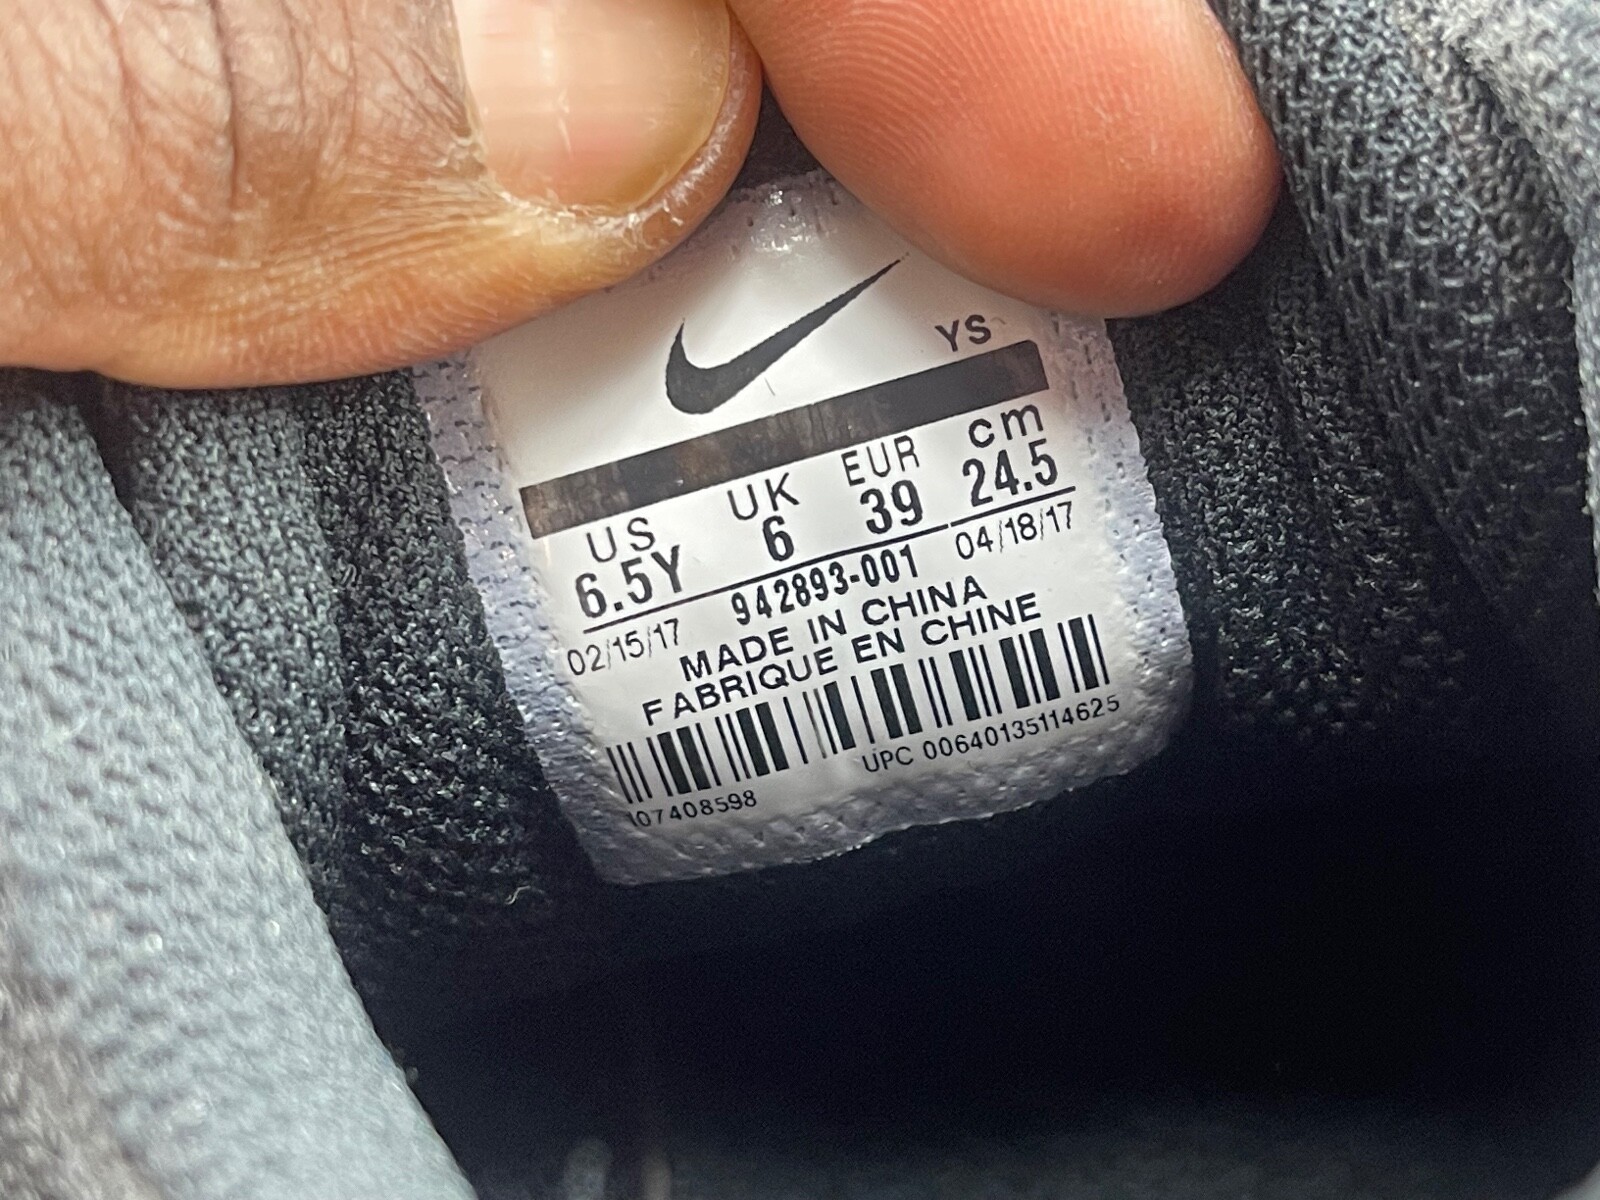 YS
US UK EUR cm
6.5Y 6 39 24.5
02/15/17 942893-001 04/18/17
MADE IN CHINA
FABRIQUE EN CHINE
UPC 00640135114625
107408598